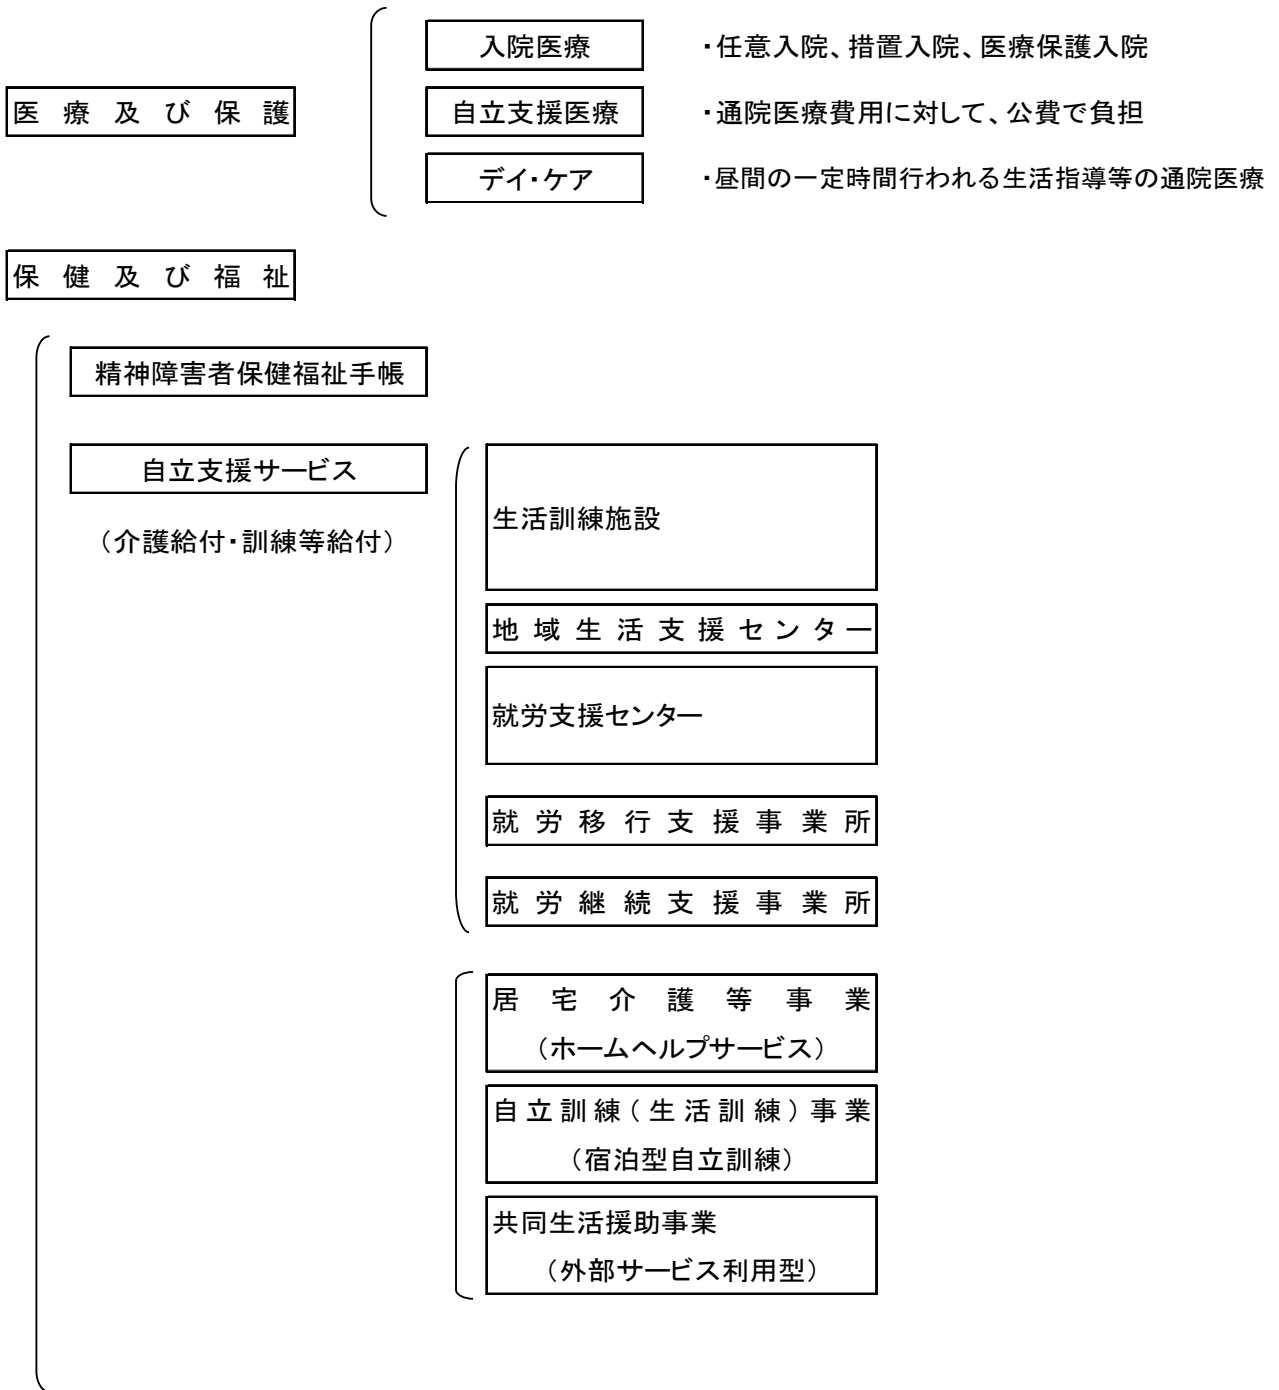 入院医療
・任意入院、措置入院、医療保護入院
医療及び保護
自立支援医療
・通院医療費用に対して、公費で負担
デイ・ケア
・昼間の一定時間行われる生活指導等の通院医療
保健及び福祉
精神障害者保健福祉手帳
自立支援サービス
（介護給付・訓練等給付）
生活訓練施設
地域生活支援センター
就労支援センター
就労移行支援事業所
就労継続支援事業所
居宅介護等事業
（ホームヘルプサービス）
自立訓練（生活訓練）事業
（宿泊型自立訓練）
共同生活援助事業
（外部サービス利用型）